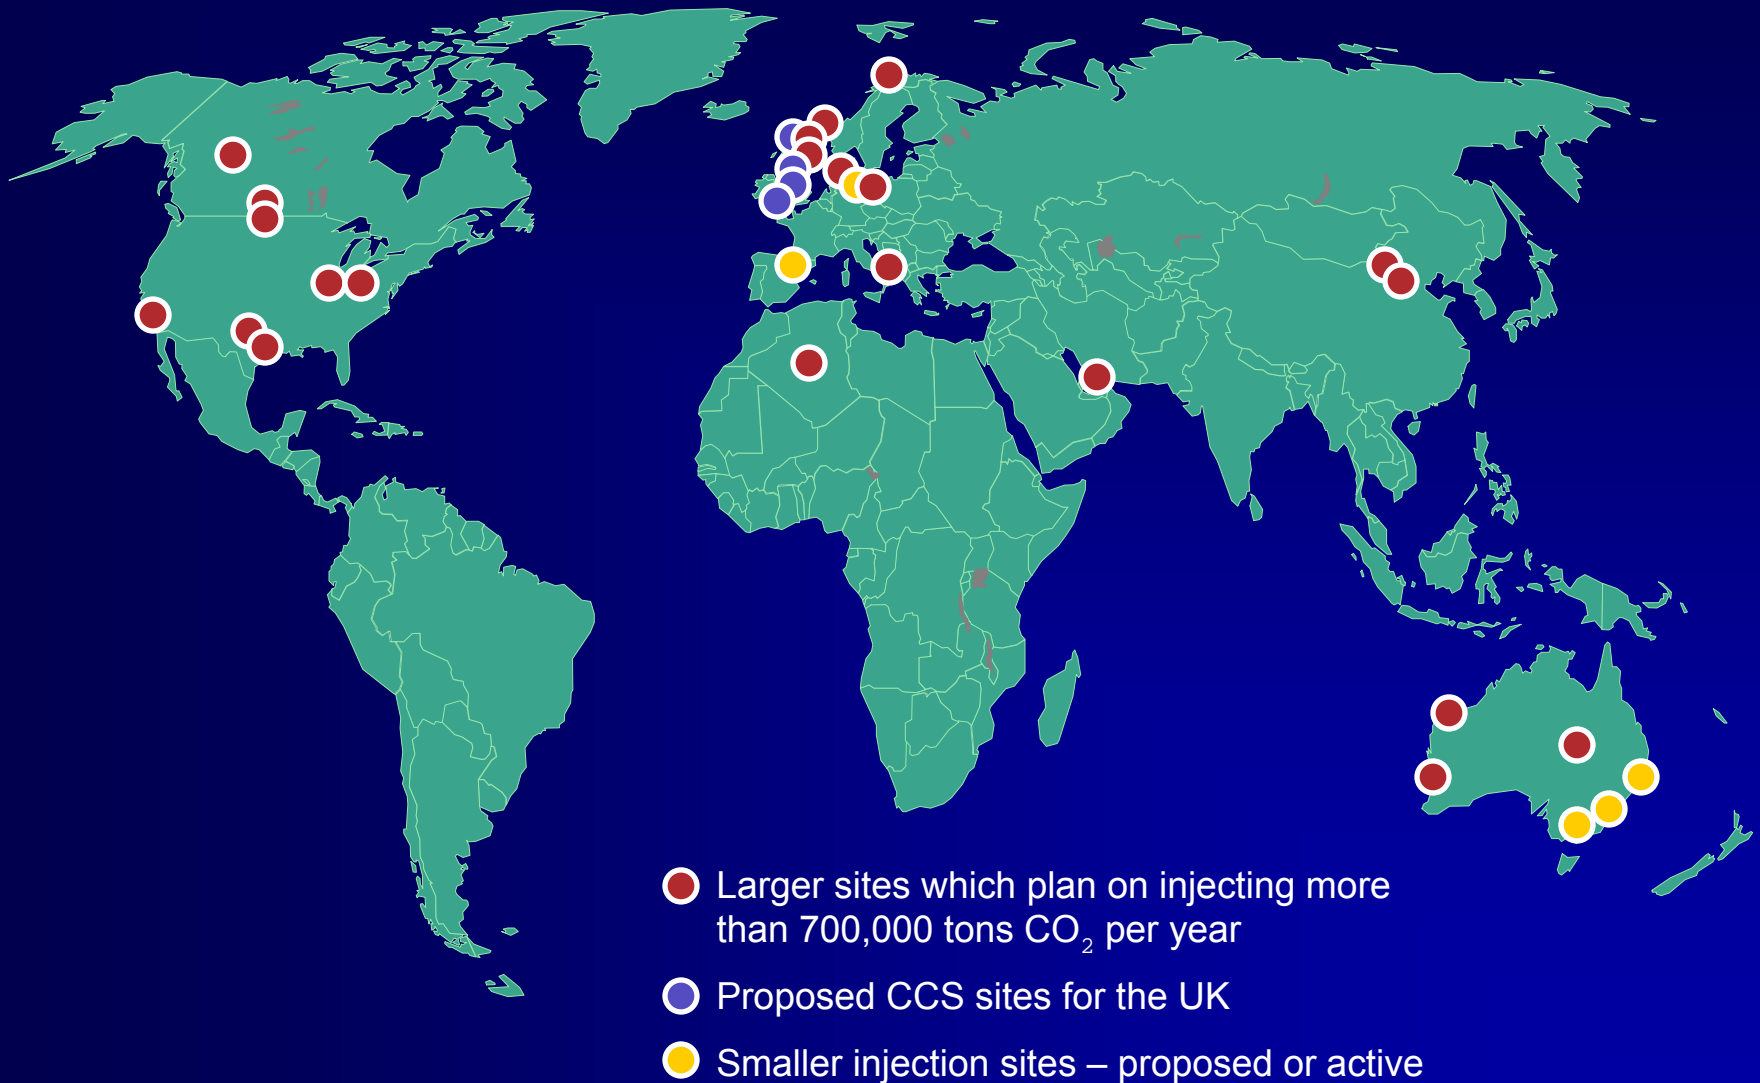 Larger sites which plan on injecting more
than 700,000 tons CO₂ per year
Proposed CCS sites for the UK
Smaller injection sites – proposed or active